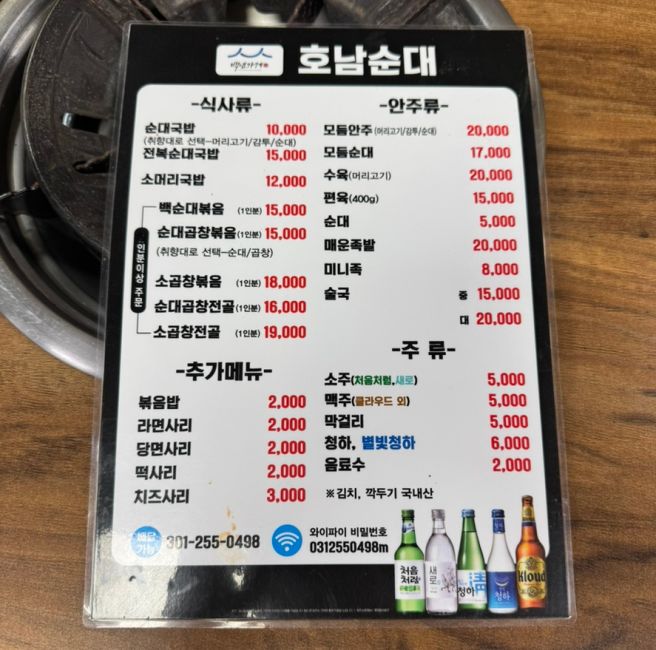 백년가게
호남순대
-식사류-
순대국밥 10,000
(취향대로 선택-머리고기/감투/순대)
전복순대국밥 15,000
소머리국밥 12,000
인분이상 주문
백순대볶음 (1인분) 15,000
순대곱창볶음(1인분) 15,000
(취향대로 선택-순대/곱창)
소곱창볶음 (1인분) 18,000
순대곱창전골 (1인분) 16,000
소곱창전골 (1인분) 19,000
-추가메뉴-
볶음밥 2,000
라면사리 2,000
당면사리 2,000
떡사리 2,000
치즈사리 3,000
-안주류-
모듬안주(머리고기/감투/순대) 20,000
모듬순대 17,000
수육(머리고기) 20,000
편육(400g) 15,000
순대 5,000
매운족발 20,000
미니족 8,000
술국 중 15,000
대 20,000
-주 류-
소주(처음처럼,새로) 5,000
맥주(클라우드 외) 5,000
막걸리 5,000
청하, 별빛청하 6,000
음료수 2,000
※김치, 깍두기 국내산
배달가능 301-255-0498
와이파이 비밀번호
0312550498m
처음처럼
새로
청하
청하
Kloud